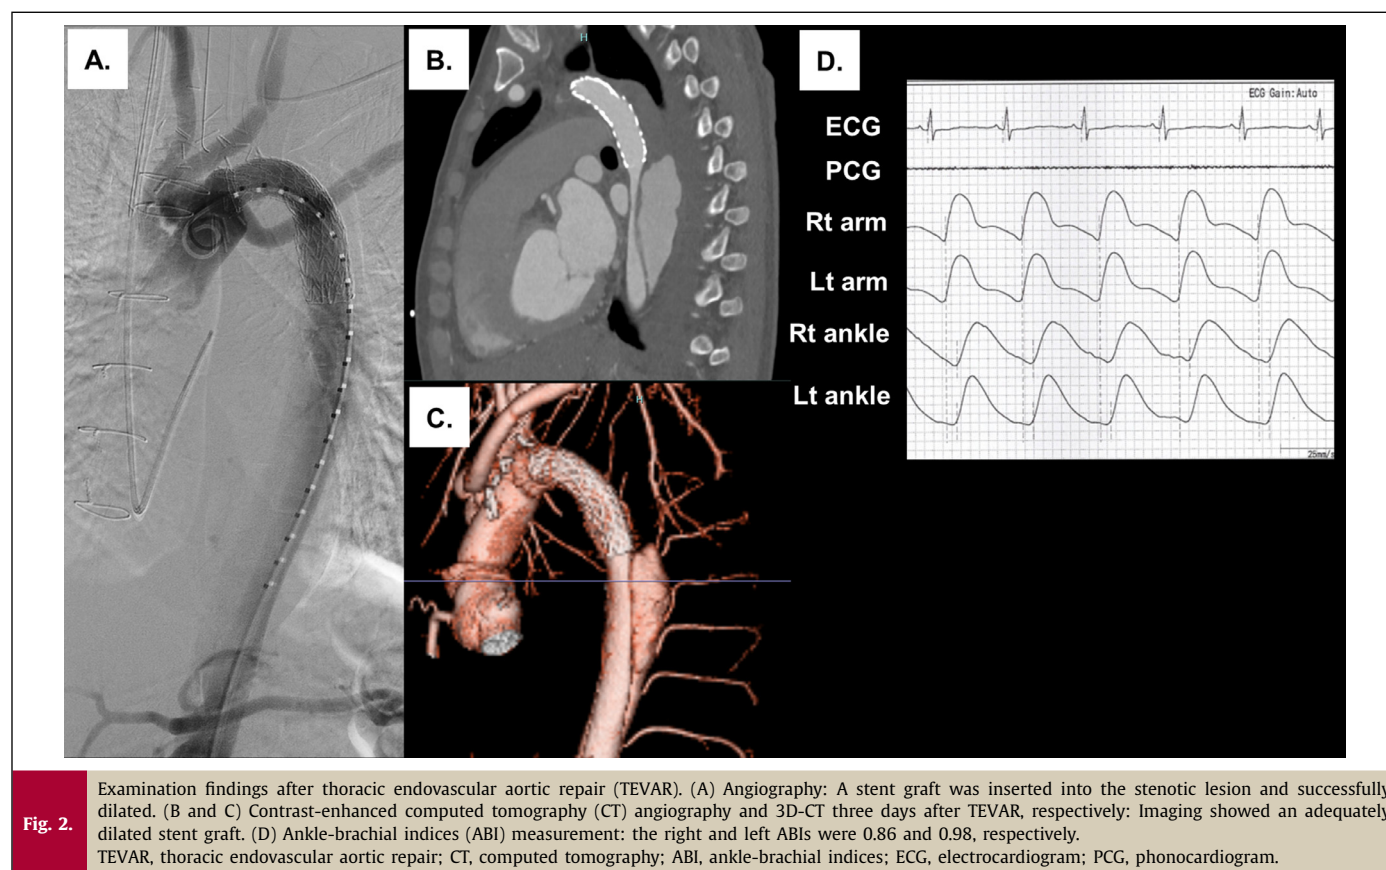 A.
B.
H
D.
ECG Gain:Auto
ECG
PCG
Rt arm
Lt arm
Rt ankle
Lt ankle
25mm/s
C.
H
Fig. 2.
Examination findings after thoracic endovascular aortic repair (TEVAR). (A) Angiography: A stent graft was inserted into the stenotic lesion and successfully
dilated. (B and C) Contrast-enhanced computed tomography (CT) angiography and 3D-CT three days after TEVAR, respectively: Imaging showed an adequately
dilated stent graft. (D) Ankle-brachial indices (ABI) measurement: the right and left ABIs were 0.86 and 0.98, respectively.
TEVAR, thoracic endovascular aortic repair; CT, computed tomography; ABI, ankle-brachial indices; ECG, electrocardiogram; PCG, phonocardiogram.